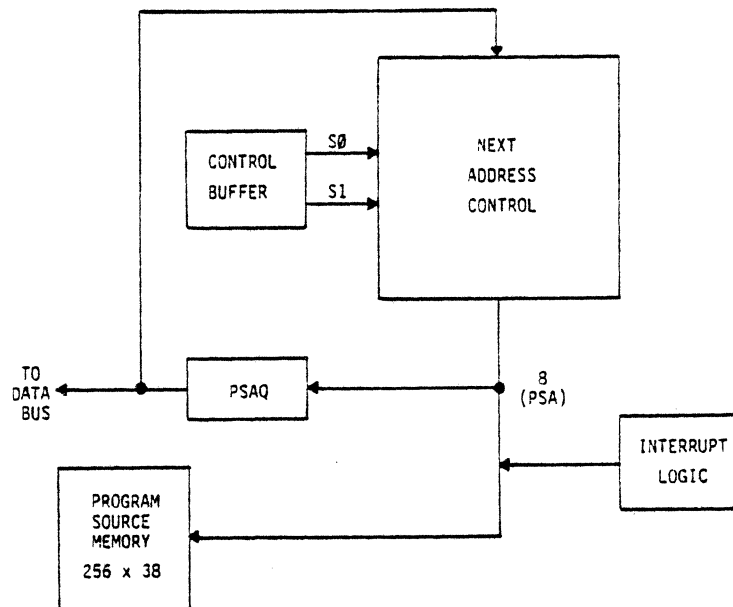 SØ
NEXT
ADDRESS
CONTROL
CONTROL
BUFFER
S1
TO
DATA
BUS
PSAQ
8
(PSA)
INTERRUPT
LOGIC
PROGRAM
SOURCE
MEMORY
256 x 38